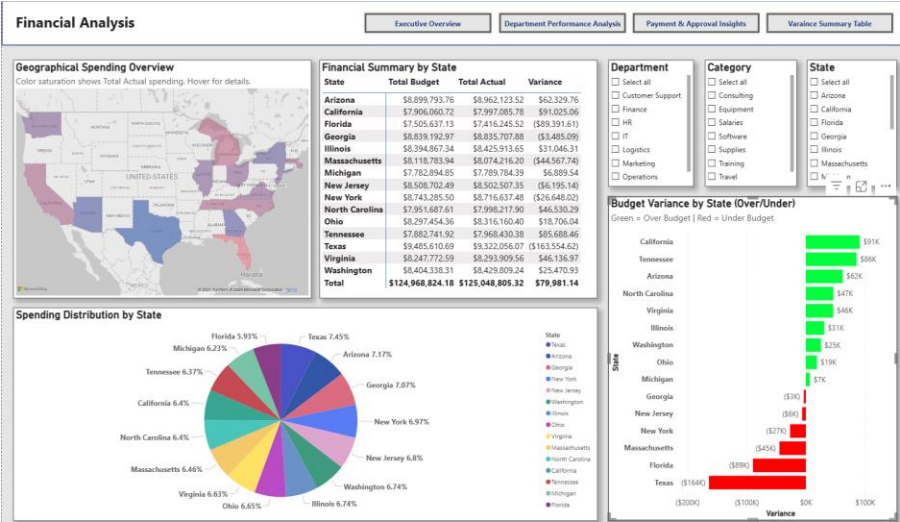 Financial Analysis
Executive Overview
Department Performance Analysis
Payment & Approval Insights
Varaince Summary Table
Geographical Spending Overview
Color saturation shows Total Actual spending. Hover for details.
UNITED STATES
Havana
Financial Summary by State
State Total Budget Total Actual Variance
Arizona $8,899,793.76 $8,962,123.52 $62,329.76
California $7,906,060.72 $7,997,085.78 $91,025.06
Florida $7,505,637.13 $7,416,245.52 ($89,391.61)
Georgia $8,839,192.97 $8,835,707.88 ($3,485.09)
Illinois $8,394,867.34 $8,425,913.65 $31,046.31
Massachusetts $8,118,783.94 $8,074,216.20 ($44,567.74)
Michigan $7,782,894.85 $7,789,784.39 $6,889.54
New Jersey $8,508,702.49 $8,502,507.35 ($6,195.14)
New York $8,743,285.50 $8,716,637.48 ($26,648.02)
North Carolina $7,951,687.61 $7,998,217.90 $46,530.29
Ohio $8,297,454.36 $8,316,160.40 $18,706.04
Tennessee $7,882,741.92 $7,968,430.38 $85,688.46
Texas $9,485,610.69 $9,322,056.07 ($163,554.62)
Virginia $8,247,772.59 $8,293,909.56 $46,136.97
Washington $8,404,338.31 $8,429,809.24 $25,470.93
Total $124,968,824.18 $125,048,805.32 $79,981.14
Department
Select all
Customer Support
Finance
HR
IT
Logistics
Marketing
Operations
Category
Select all
Consulting
Equipment
Salaries
Software
Supplies
Training
Travel
State
Select all
Arizona
California
Florida
Georgia
Illinois
Massachusetts
Spending Distribution by State
Florida 5.93%
Texas 7.45%
Michigan 6.23%
Arizona 7.17%
Tennessee 6.37%
Georgia 7.07%
California 6.4%
New York 6.97%
North Carolina 6.4%
New Jersey 6.8%
Massachusetts 6.46%
Washington 6.74%
Virginia 6.63%
Ohio 6.65%
Illinois 6.74%
State
Texas
Arizona
Georgia
New York
New Jersey
Washington
Illinois
Ohio
Virginia
Massachusetts
North Carolina
California
Tennessee
Michigan
Florida
Budget Variance by State (Over/Under)
Green = Over Budget | Red = Under Budget
State
California $91K
Tennessee $86K
Arizona $62K
North Carolina $47K
Virginia $46K
Illinois $31K
Washington $25K
Ohio $19K
Michigan $7K
Georgia ($3K)
New Jersey ($6K)
New York ($27K)
Massachusetts ($45K)
Florida ($89K)
Texas ($164K)
($200K) ($100K) $0K $100K
Variance